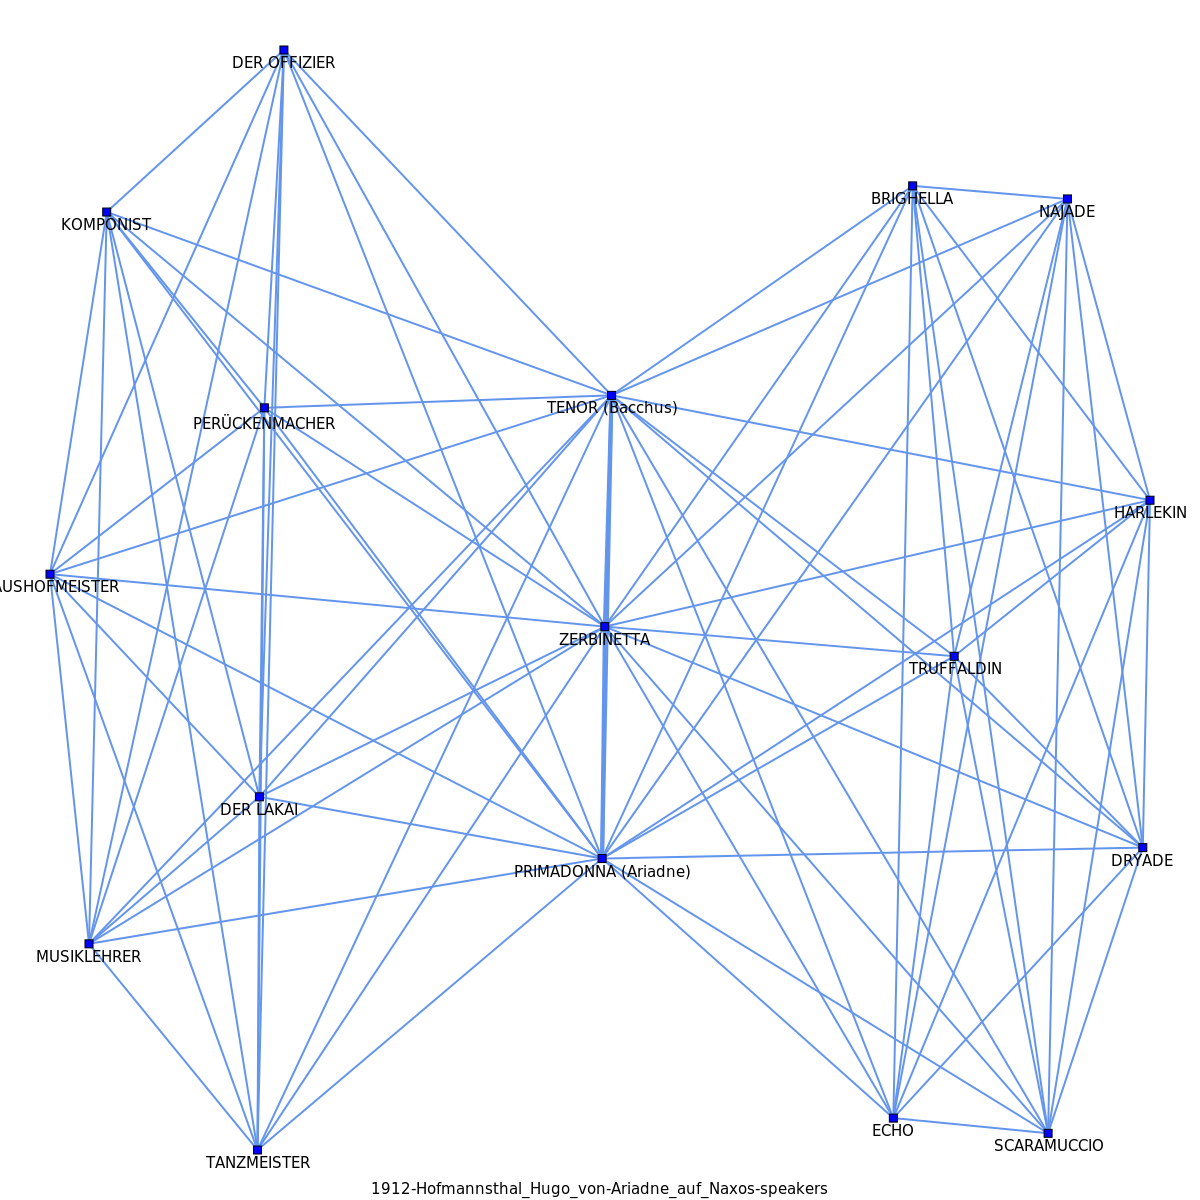 DER OFFIZIER
BRIGHELLA
NAJADE
KOMPONIST
TENOR (Bacchus)
PERÜCKENMACHER
HARLEKIN
AUSHOFMEISTER
ZERBINETTA
TRUFFALDIN
DER LAKAI
DRYADE
PRIMADONNA (Ariadne)
MUSIKLEHRER
ECHO
SCARAMUCCIO
TANZMEISTER
1912-Hofmannsthal_Hugo_von-Ariadne_auf_Naxos-speakers